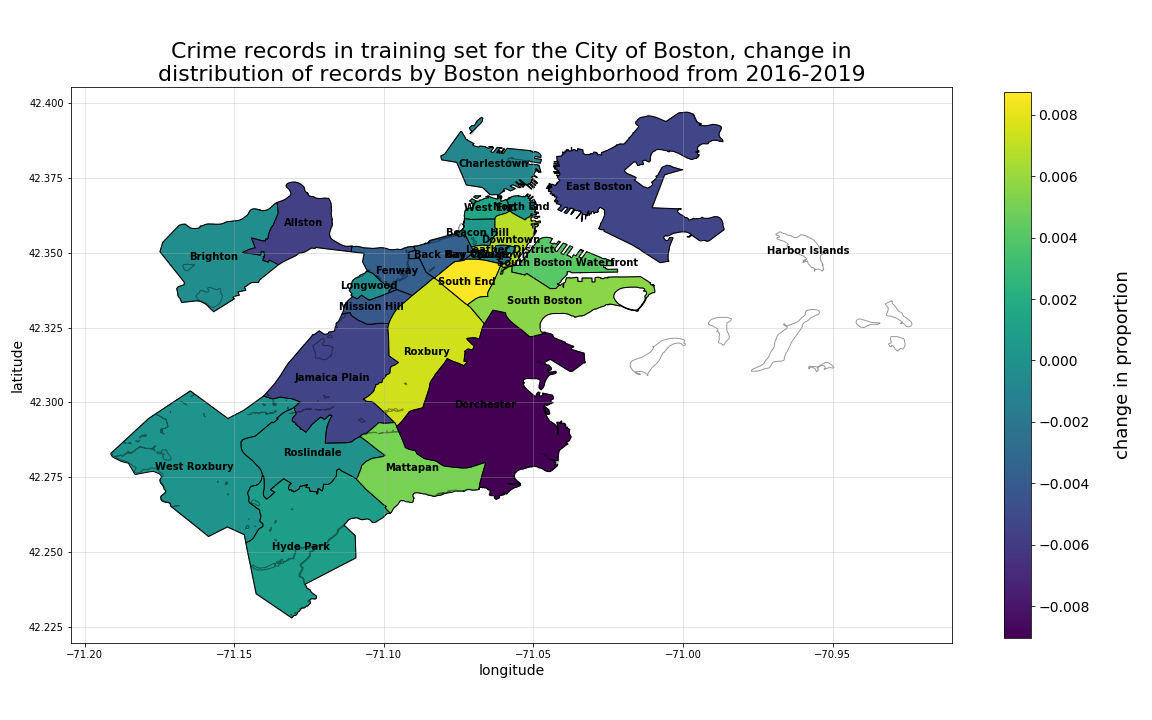 Crime records in training set for the City of Boston, change in
distribution of records by Boston neighborhood from 2016-2019
42.400
42.375
42.350
42.325
42.300
42.275
42.250
42.225
latitude
Charlestown
East Boston
West End
North End
Allston
Beacon Hill
Downtown
Leather District
Harbor Islands
Brighton
Back Bay
South Boston Waterfront
Fenway
South End
Longwood
South Boston
Mission Hill
Roxbury
Jamaica Plain
Dorchester
Roslindale
West Roxbury
Mattapan
Hyde Park
−71.20
−71.15
−71.10
−71.05
−71.00
−70.95
longitude
0.008
0.006
0.004
0.002
0.000
−0.002
−0.004
−0.006
−0.008
change in proportion